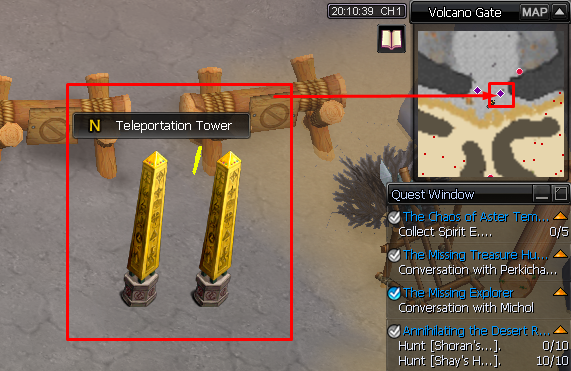 20:10:39 CH1
Volcano Gate MAP
N Teleportation Tower
Quest Window
The Chaos of Aster Tem...
Collect Spirit E.... 0/5
The Missing Treasure Hu...
Conversation with Perkicha...
The Missing Explorer
Conversation with Michol
Annihilating the Desert R...
Hunt [Shoran's...]. 0/10
Hunt [Shay's H...]. 10/10